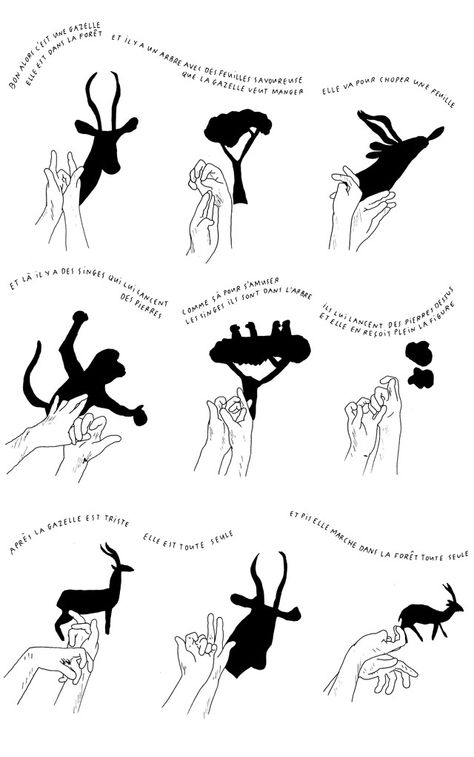 BON ALORS C'EST UNE GAZELLE
ELLE EST DANS LA FORÊT
ET IL Y A UN ARBRE AVEC DES FEUILLES SAVOUREUSE
QUE LA GAZELLE VEUT MANGER
ELLE VA POUR CHOPER UNE FEUILLE
ET LÀ IL Y A DES SINGES QUI LUI LANCENT
DES PIERRES
COMME ÇA POUR S'AMUSER
LES SINGES ILS SONT DANS L'ARBRE
ILS LUI LANCENT DES PIERRES DESSUS
ET ELLE EN REÇOIT PLEIN LA FIGURE
APRÈS LA GAZELLE EST TRISTE
ELLE EST TOUTE SEULE
ET PIS ELLE MARCHE DANS LA FORÊT TOUTE SEULE